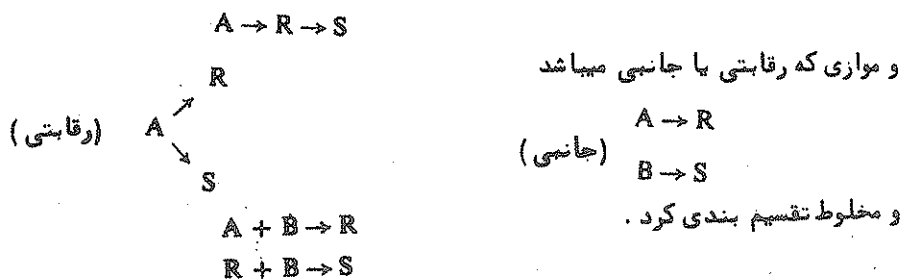 A → R → S
و موازی که رقابتی یا جانبی میباشد
R
A → R
(جانبی)
(رقابتی) A
B → S
S
و مخلوط تقسیم بندی کرد .
A + B → R
R + B → S